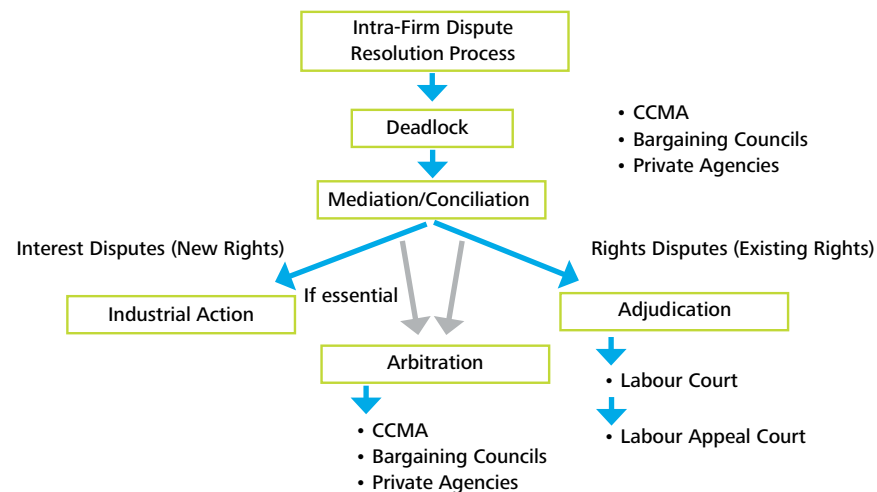 Intra-Firm Dispute
Resolution Process
Deadlock
• CCMA
• Bargaining Councils
• Private Agencies
Mediation/Conciliation
Interest Disputes (New Rights)
Rights Disputes (Existing Rights)
If essential
Industrial Action
Adjudication
Arbitration
• Labour Court
• Labour Appeal Court
• CCMA
• Bargaining Councils
• Private Agencies